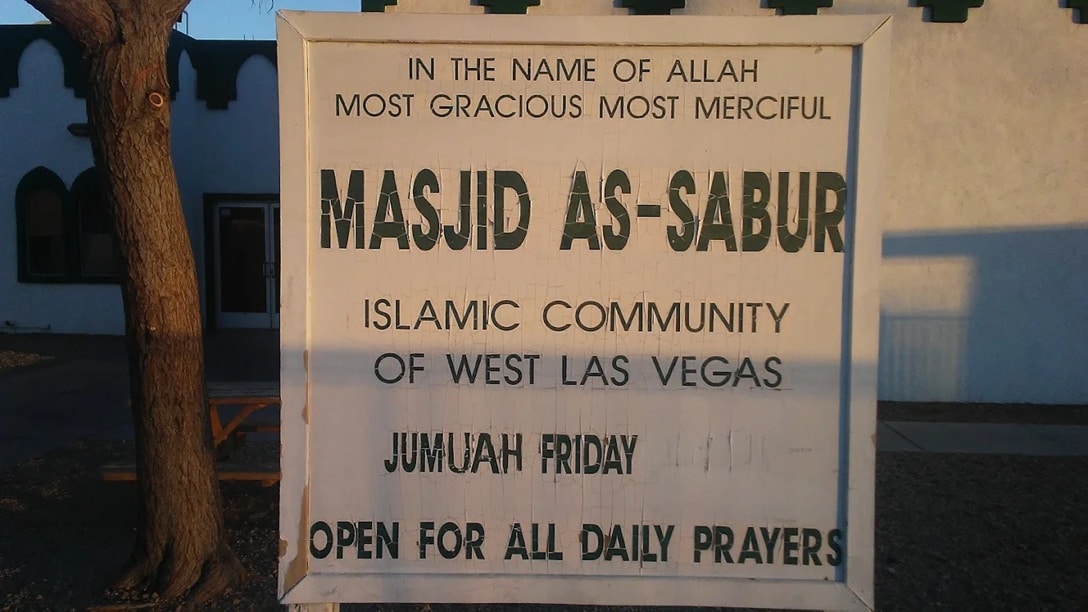 IN THE NAME OF ALLAH
MOST GRACIOUS MOST MERCIFUL
MASJID AS-SABUR
ISLAMIC COMMUNITY
OF WEST LAS VEGAS
JUMUAH FRIDAY
OPEN FOR ALL DAILY PRAYERS